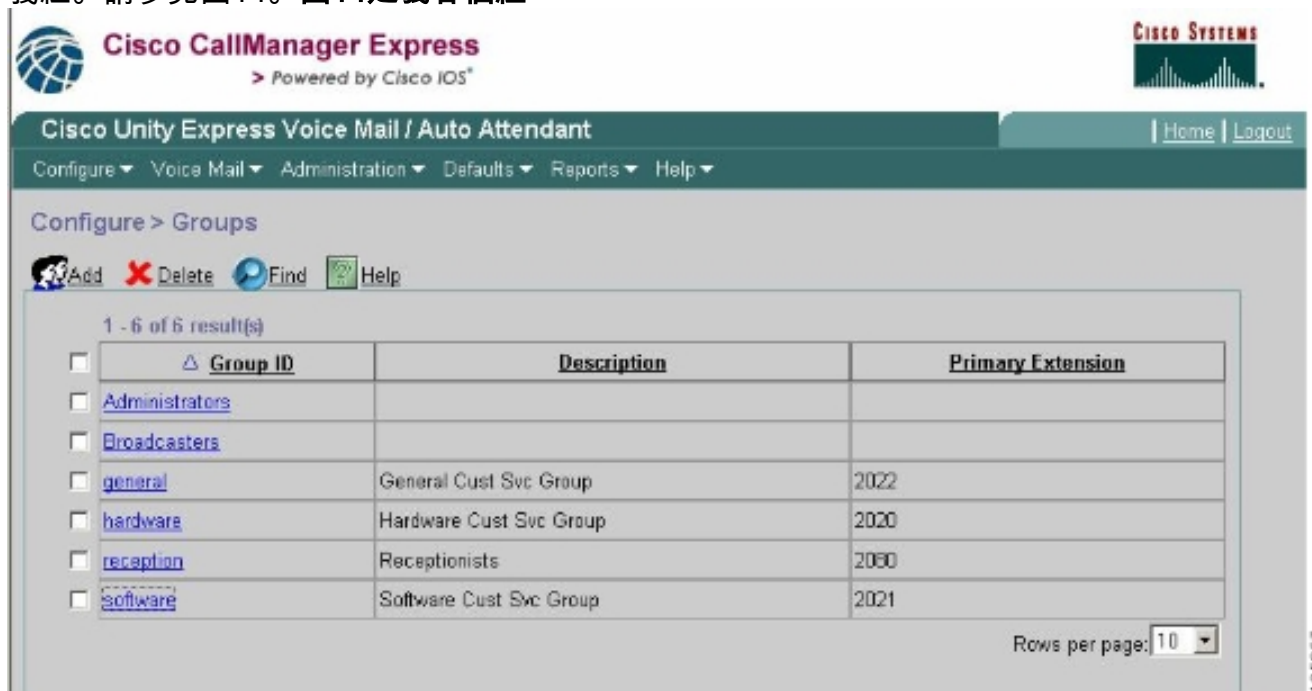 Cisco CallManager Express
> Powered by Cisco IOS®
CISCO SYSTEMS
Cisco Unity Express Voice Mail / Auto Attendant
| Home | Logout
Configure Voice Mail Administration Defaults Reports Help
Configure > Groups
Add Delete Find Help
1 - 6 of 6 result(s)
Group ID Description Primary Extension
Administrators
Broadcasters
general General Cust Svc Group 2022
hardware Hardware Cust Svc Group 2020
reception Receptionists 2080
software Software Cust Svc Group 2021
Rows per page: 10